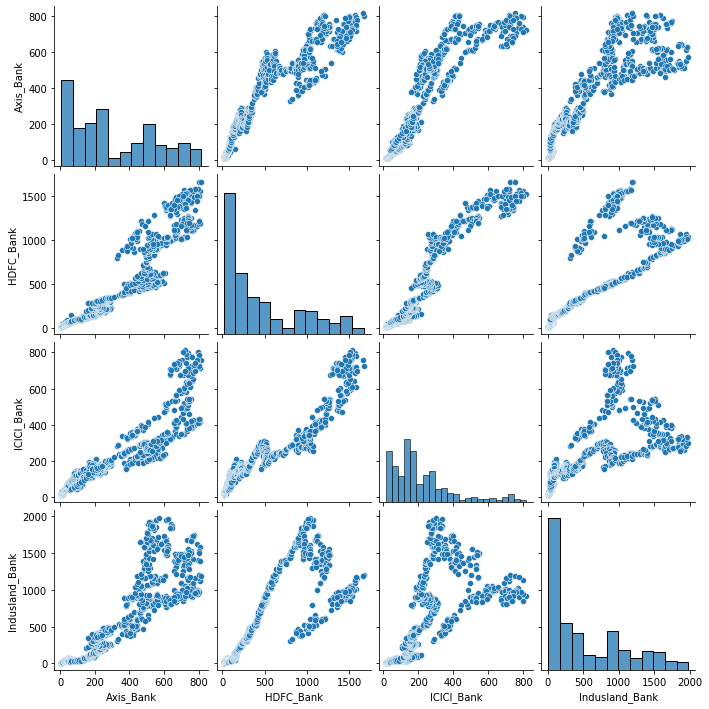 800
600
400
200
0
Axis_Bank
1500
1000
500
0
HDFC_Bank
800
600
400
200
0
ICICI_Bank
2000
1500
1000
500
0
Indusland_Bank
0 200 400 600 800
0 500 1000 1500
0 200 400 600 800
0 500 1000 1500 2000
Axis_Bank
HDFC_Bank
ICICI_Bank
Indusland_Bank